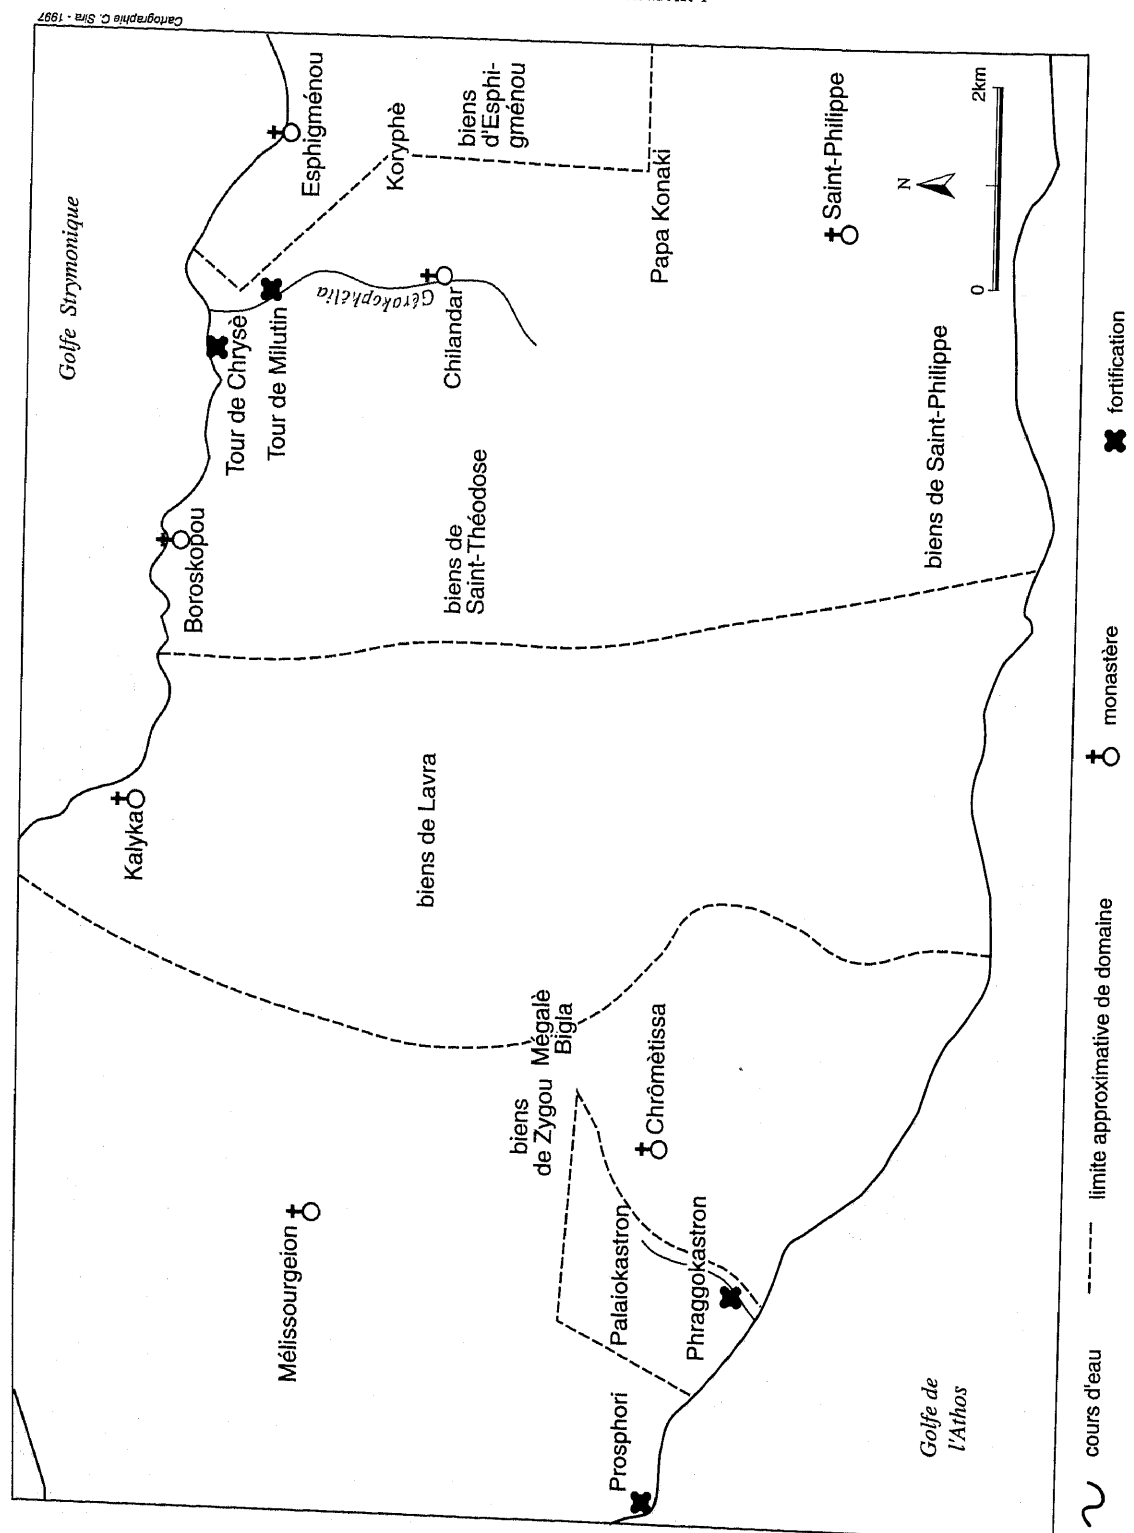 Cartographie C. Sira - 1997
Golfe Strymonique
Esphigménou
Koryphè
biens
d'Esphi-
gménou
Papa Konaki
Saint-Philippe
N
0
2km
Tour de Chrysè
Tour de Milutin
Gérakophélia
Chilandar
Boroskopou
biens de
Saint-Théodose
biens de Saint-Philippe
Kalyka
biens de Lavra
Mégalè
Bigla
biens
de Zygou
Chrômètissa
Mélissourgeion
Palaiokastron
Phraggokastron
Prosphori
Golfe de
l'Athos
cours d'eau
limite approximative de domaine
monastère
fortification